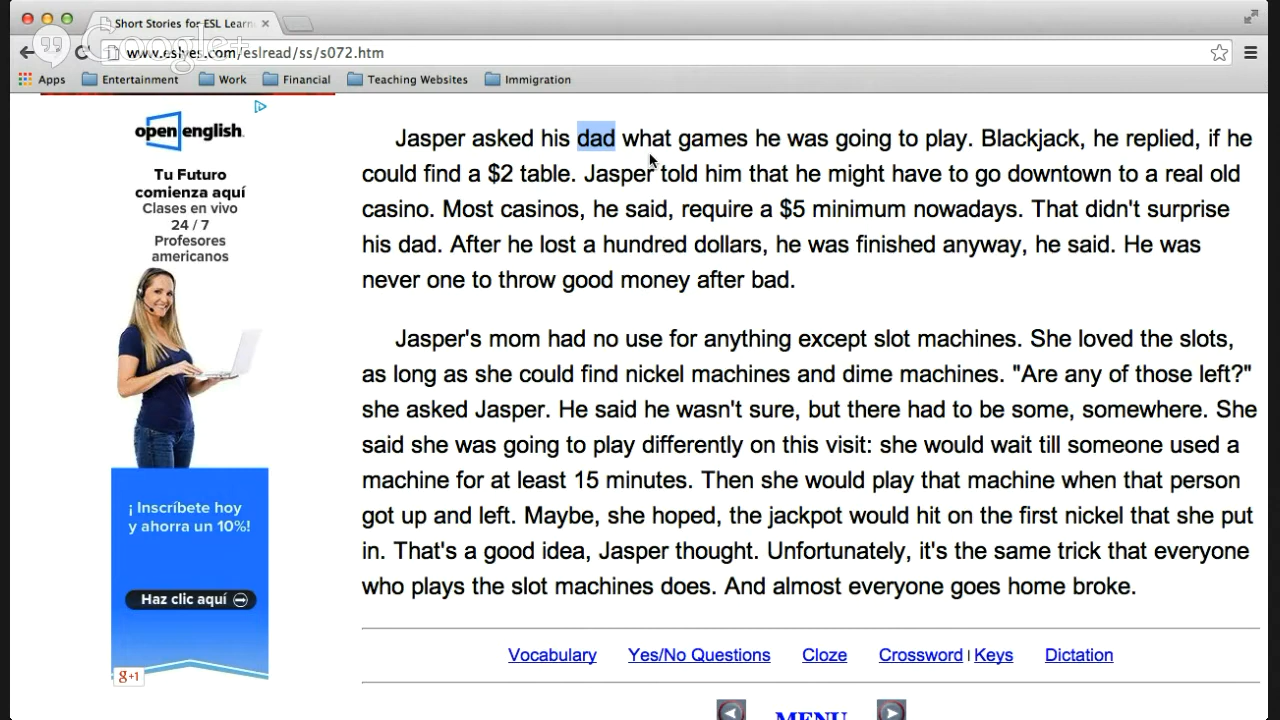 Short Stories for ESL Learn
Google+
www.eslyes.com/eslread/ss/s072.htm
Apps Entertainment Work Financial Teaching Websites Immigration
open english.
Tu Futuro
comienza aquí
Clases en vivo
24 / 7
Profesores
americanos
¡ Inscríbete hoy
y ahorra un 10%!
Haz clic aquí
g+1
Jasper asked his dad what games he was going to play. Blackjack, he replied, if he
could find a $2 table. Jasper told him that he might have to go downtown to a real old
casino. Most casinos, he said, require a $5 minimum nowadays. That didn't surprise
his dad. After he lost a hundred dollars, he was finished anyway, he said. He was
never one to throw good money after bad.
Jasper's mom had no use for anything except slot machines. She loved the slots,
as long as she could find nickel machines and dime machines. "Are any of those left?"
she asked Jasper. He said he wasn't sure, but there had to be some, somewhere. She
said she was going to play differently on this visit: she would wait till someone used a
machine for at least 15 minutes. Then she would play that machine when that person
got up and left. Maybe, she hoped, the jackpot would hit on the first nickel that she put
in. That's a good idea, Jasper thought. Unfortunately, it's the same trick that everyone
who plays the slot machines does. And almost everyone goes home broke.
Vocabulary Yes/No Questions Cloze Crossword | Keys Dictation
MENU